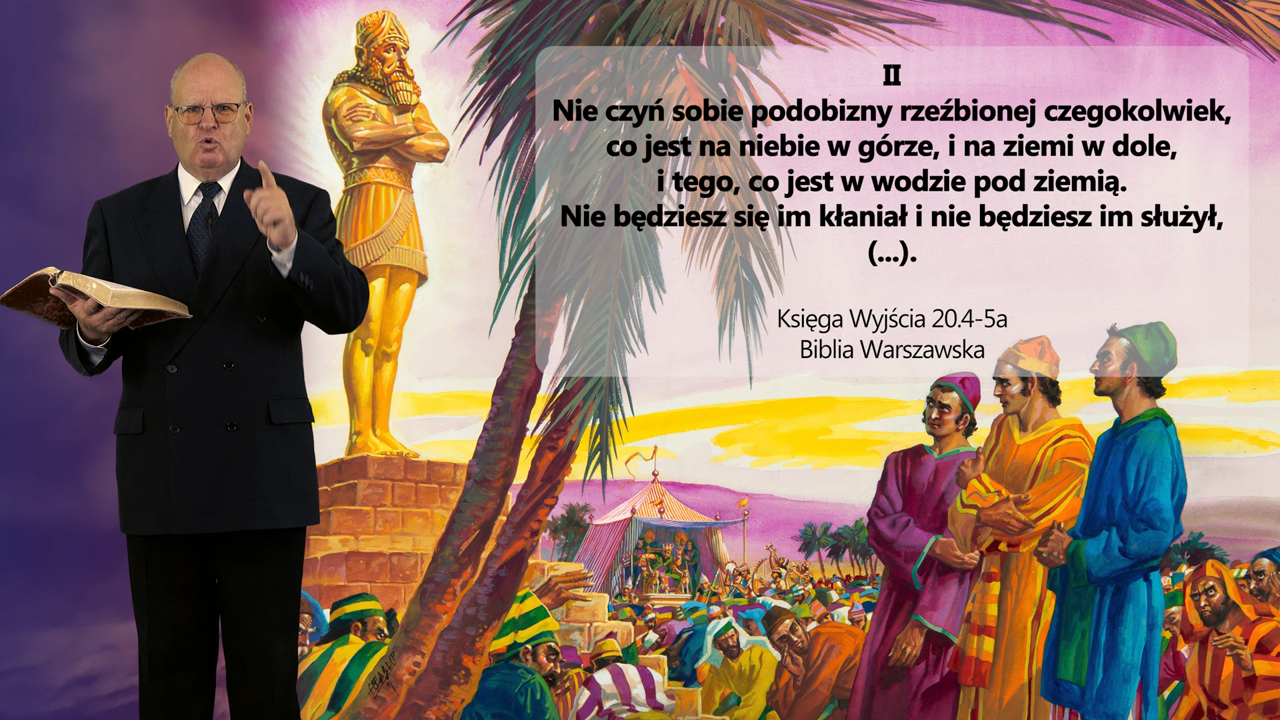 II
Nie czyń sobie podobizny rzeźbionej czegokolwiek,
co jest na niebie w górze, i na ziemi w dole,
i tego, co jest w wodzie pod ziemią.
Nie będziesz się im kłaniał i nie będziesz im służył,
(...).
Księga Wyjścia 20.4-5a
Biblia Warszawska